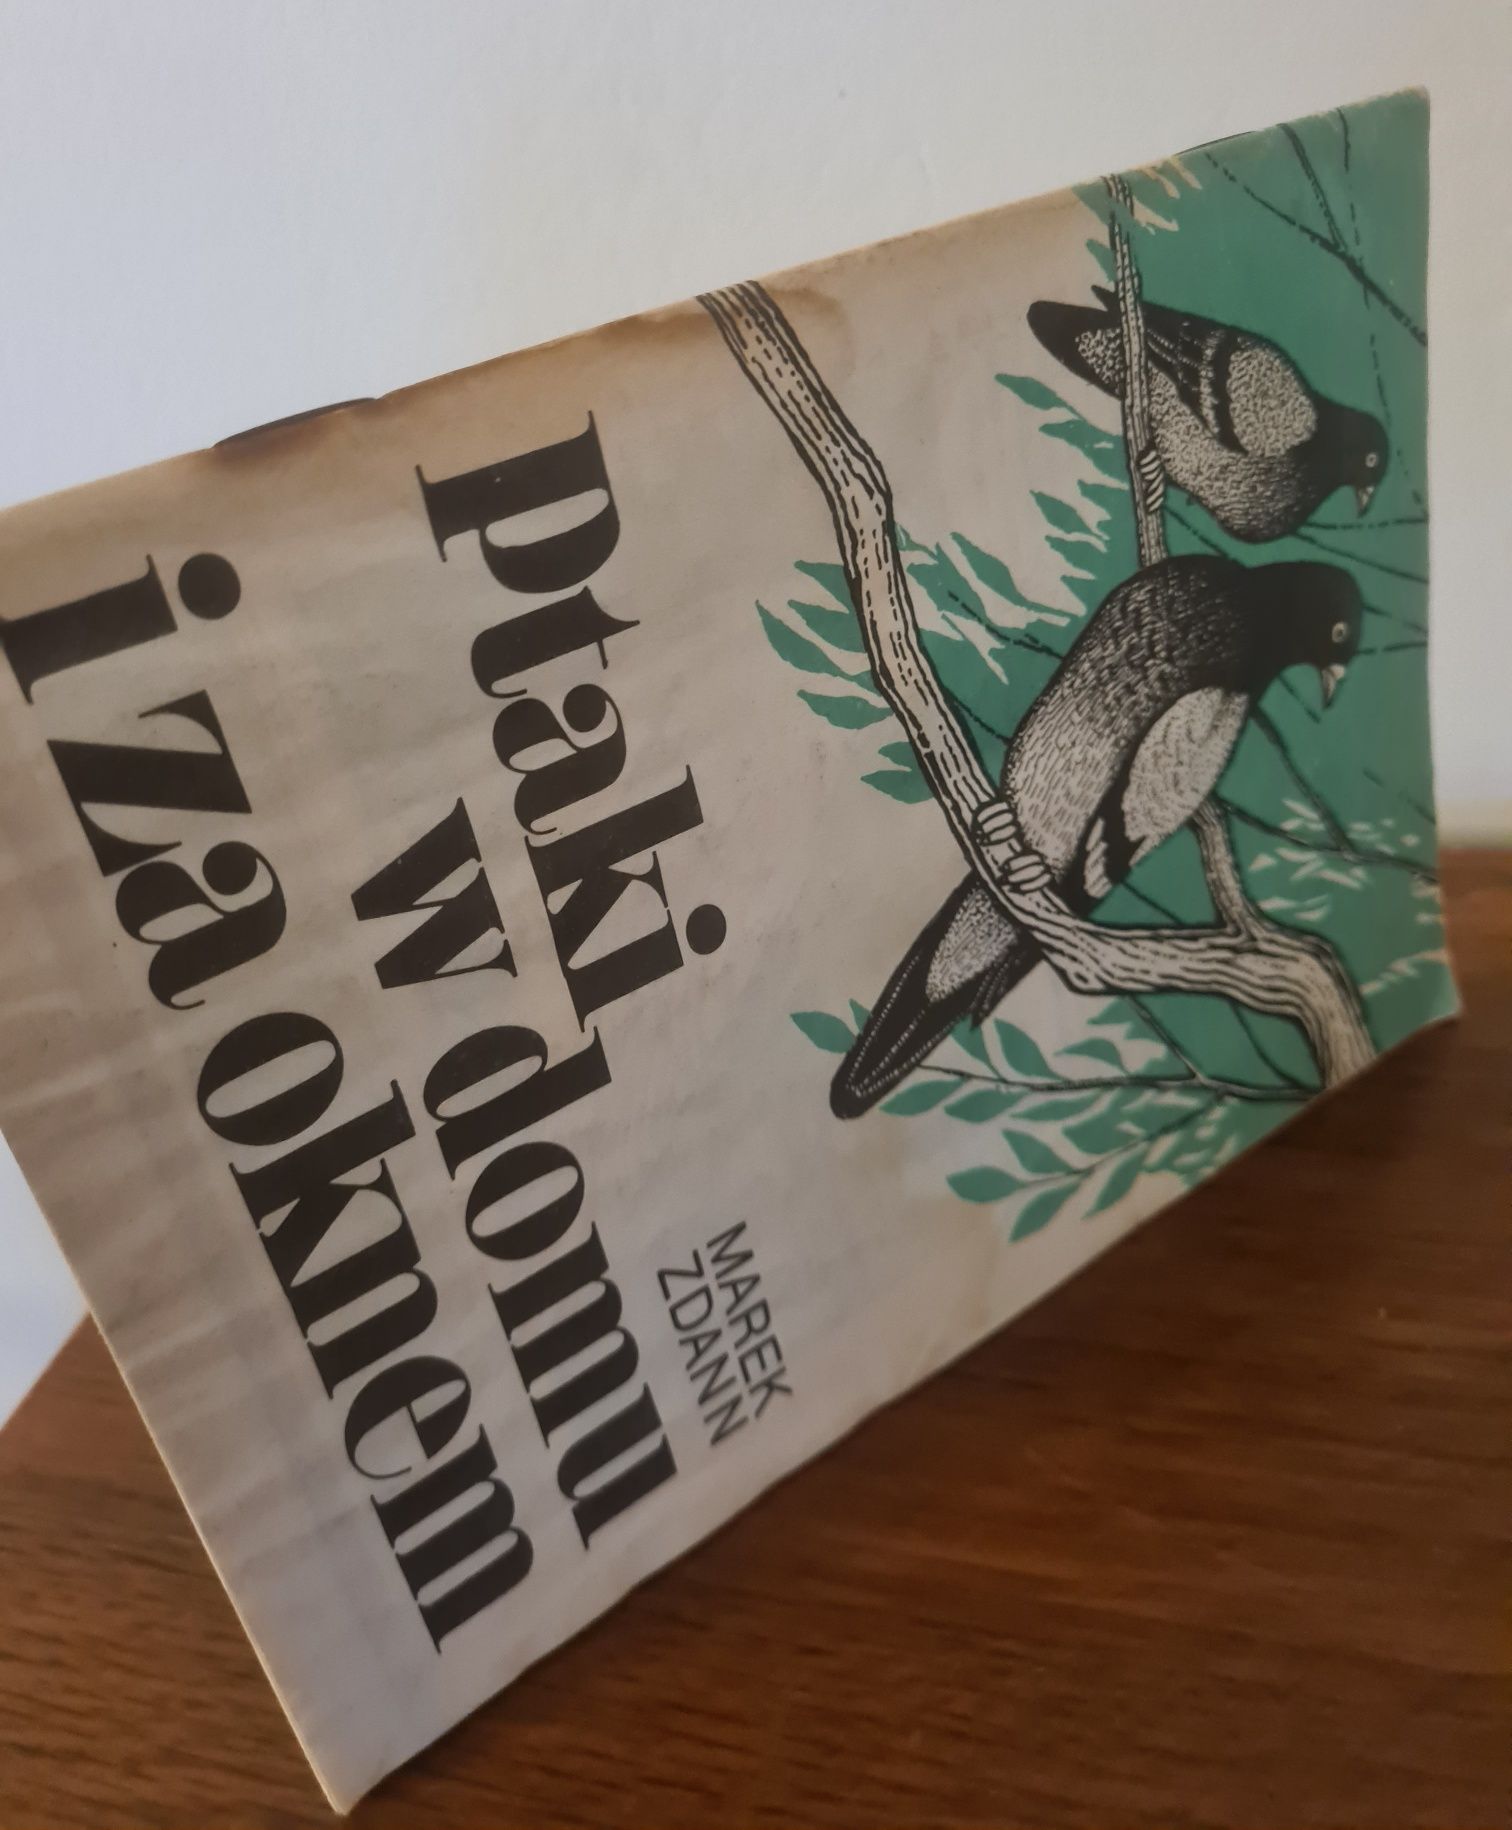 MAREK
ZDANN
ptaki
w domu
i za oknem